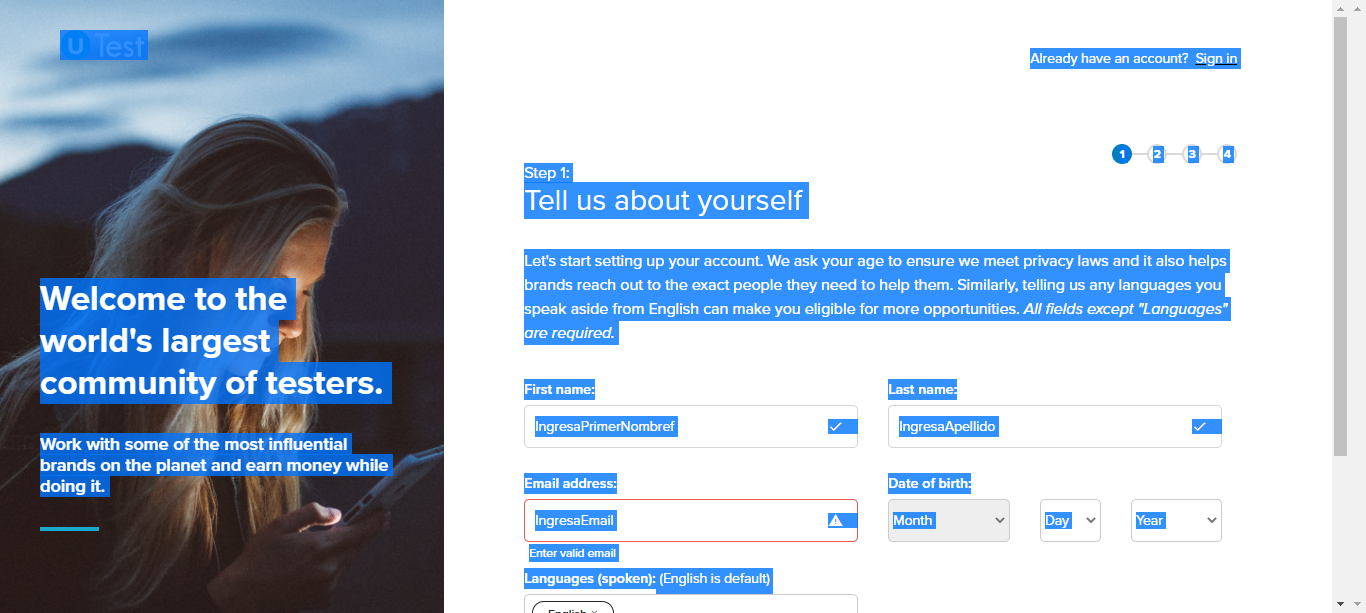 U Test
Already have an account? Sign in
1 2 3 4
Step 1:
Tell us about yourself
Welcome to the
world's largest
community of testers.
Work with some of the most influential
brands on the planet and earn money while
doing it.
Let's start setting up your account. We ask your age to ensure we meet privacy laws and it also helps
brands reach out to the exact people they need to help them. Similarly, telling us any languages you
speak aside from English can make you eligible for more opportunities. All fields except "Languages"
are required.
First name: Last name:
IngresaPrimerNombref IngresaApellido
Email address: Date of birth:
IngresaEmail Month Day Year
Enter valid email
Languages (spoken): (English is default)
English ×